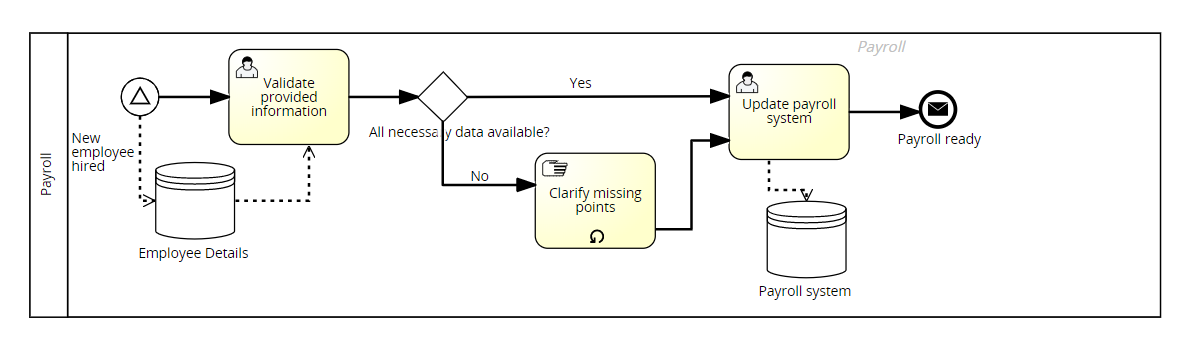 Payroll
Payroll
Validate
provided
information
Yes
Update payroll
system
New
employee
hired
All necessary data available?
Payroll ready
No
Clarify missing
points
Employee Details
Payroll system